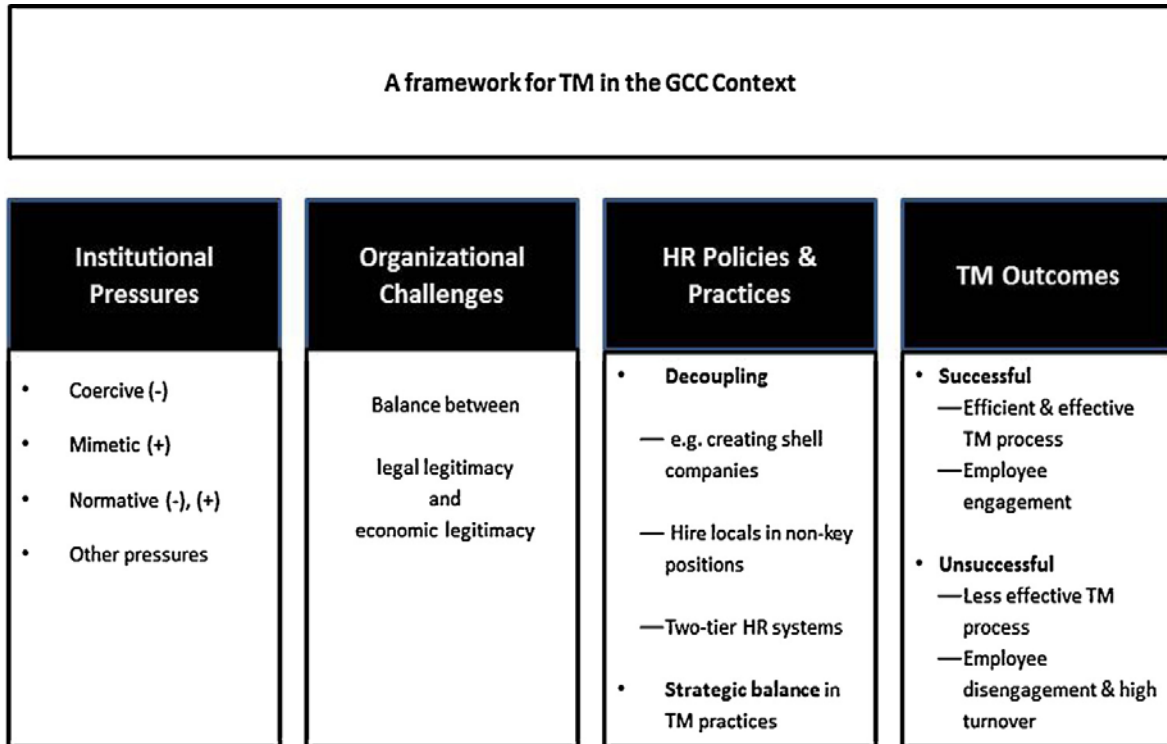 A framework for TM in the GCC Context
Institutional
Pressures
• Coercive (-)
• Mimetic (+)
• Normative (-), (+)
• Other pressures
Organizational
Challenges
Balance between
legal legitimacy
and
economic legitimacy
HR Policies &
Practices
• Decoupling
— e.g. creating shell
companies
— Hire locals in non-key
positions
—Two-tier HR systems
• Strategic balance in
TM practices
TM Outcomes
• Successful
—Efficient & effective
TM process
—Employee
engagement
• Unsuccessful
—Less effective TM
process
—Employee
disengagement & high
turnover